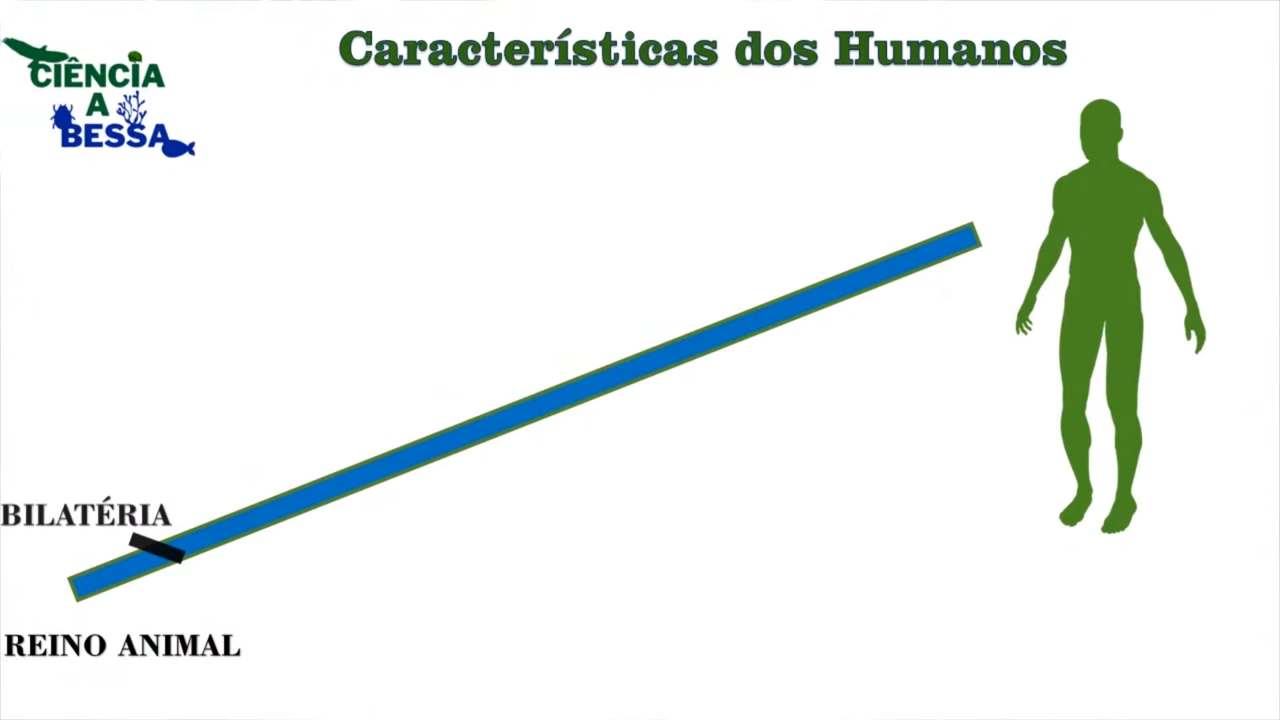 Características dos Humanos
CIÊNCIA
A
BESSA
BILATÉRIA
REINO ANIMAL